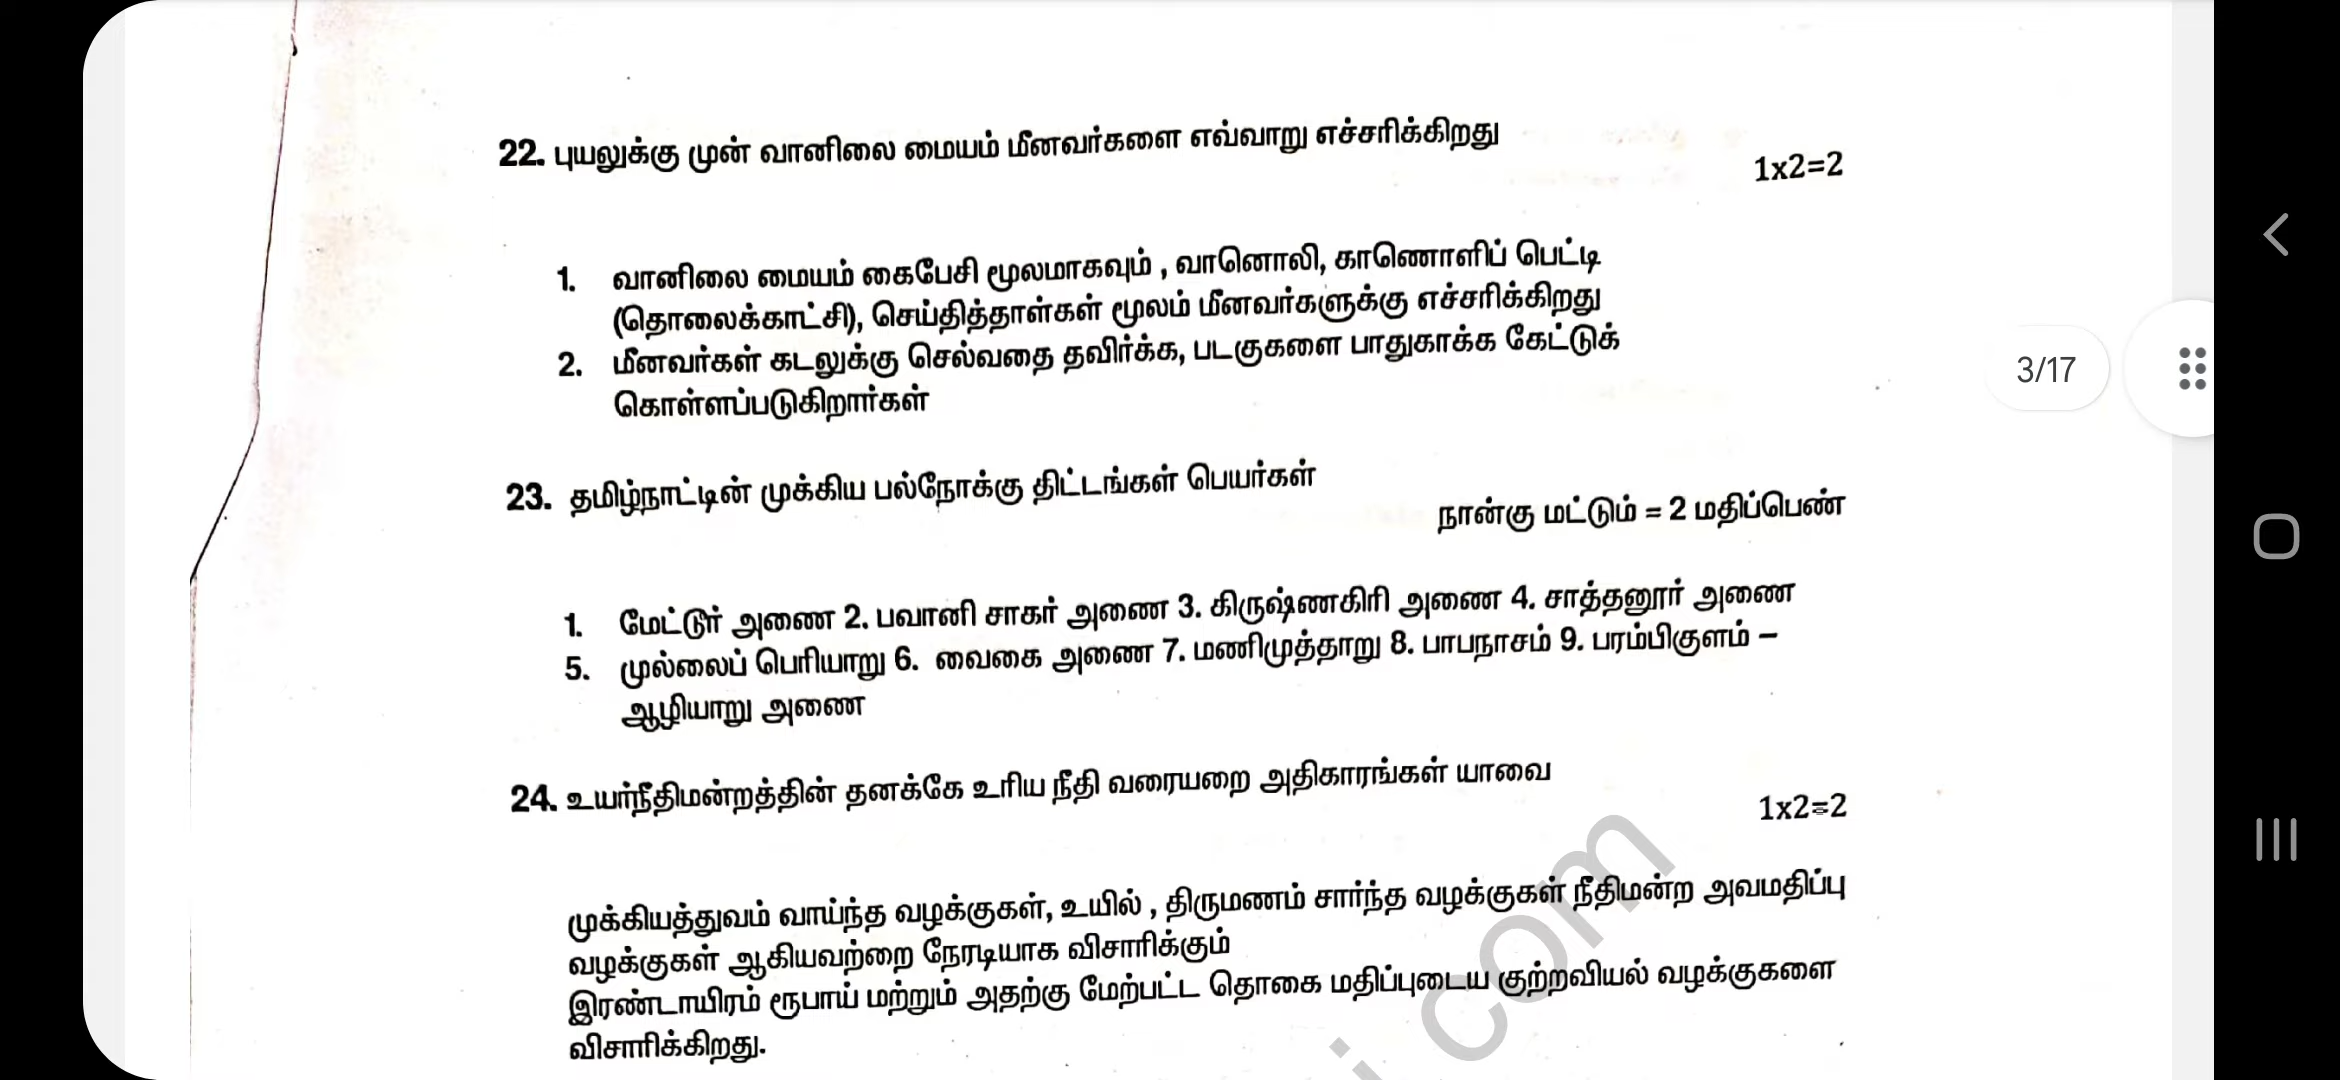 22. புயலுக்கு முன் வானிலை மையம் மீனவர்களை எவ்வாறு எச்சரிக்கிறது
1x2=2
1. வானிலை மையம் கைபேசி மூலமாகவும் , வானொலி, காணொளிப் பெட்டி
(தொலைக்காட்சி), செய்தித்தாள்கள் மூலம் மீனவர்களுக்கு எச்சரிக்கிறது
2. மீனவர்கள் கடலுக்கு செல்வதை தவிர்க்க, படகுகளை பாதுகாக்க கேட்டுக்
கொள்ளப்படுகிறார்கள்
3/17
23. தமிழ்நாட்டின் முக்கிய பல்நோக்கு திட்டங்கள் பெயர்கள்
நான்கு மட்டும் = 2 மதிப்பெண்
1. மேட்டூர் அணை 2. பவானி சாகர் அணை 3. கிருஷ்ணகிரி அணை 4. சாத்தனூர் அணை
5. முல்லைப் பெரியாறு 6. வைகை அணை 7. மணிமுத்தாறு 8. பாபநாசம் 9. பரம்பிகுளம் –
ஆழியாறு அணை
24. உயர்நீதிமன்றத்தின் தனக்கே உரிய நீதி வரையறை அதிகாரங்கள் யாவை
1x2=2
முக்கியத்துவம் வாய்ந்த வழக்குகள், உயில் , திருமணம் சார்ந்த வழக்குகள் நீதிமன்ற அவமதிப்பு
வழக்குகள் ஆகியவற்றை நேரடியாக விசாரிக்கும்
இரண்டாயிரம் ரூபாய் மற்றும் அதற்கு மேற்பட்ட தொகை மதிப்புடைய குற்றவியல் வழக்குகளை
விசாரிக்கிறது.
com